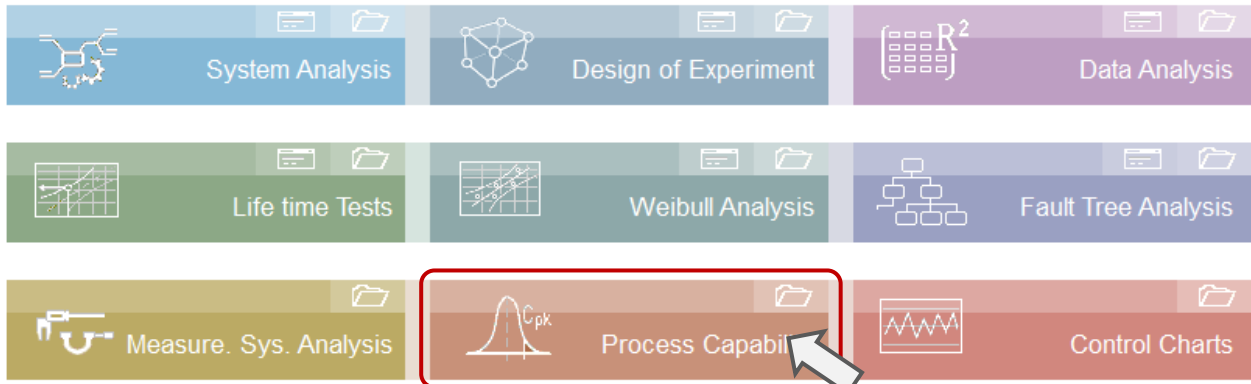 System Analysis
Design of Experiment
R2
Data Analysis
Life time Tests
Weibull Analysis
Fault Tree Analysis
Measure. Sys. Analysis
Cpk
Process
Control Charts